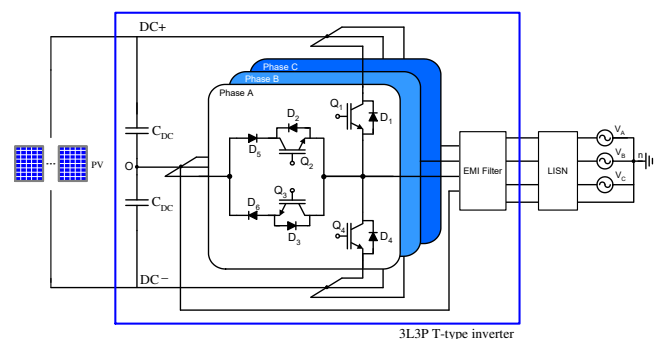 DC+
Phase C
Phase B
Phase A
Q1
D1
D2
D5
Q2
CDC
O
PV
...
EMI Filter
LISN
VA
VB
VC
n
Q3
D6
D3
CDC
Q4
D4
DC−
3L3P T-type inverter